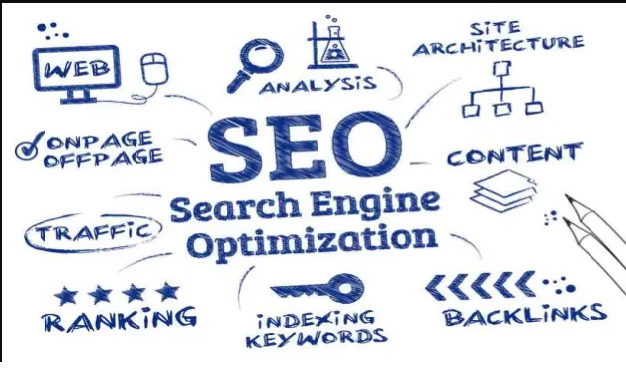 WEB
ANALYSIS
SITE
ARCHITECTURE
ONPAGE
OFFPAGE
SEO
Search Engine
Optimization
CONTENT
TRAFFIC
RANKING
INDEXING
KEYWORDS
BACKLINKS